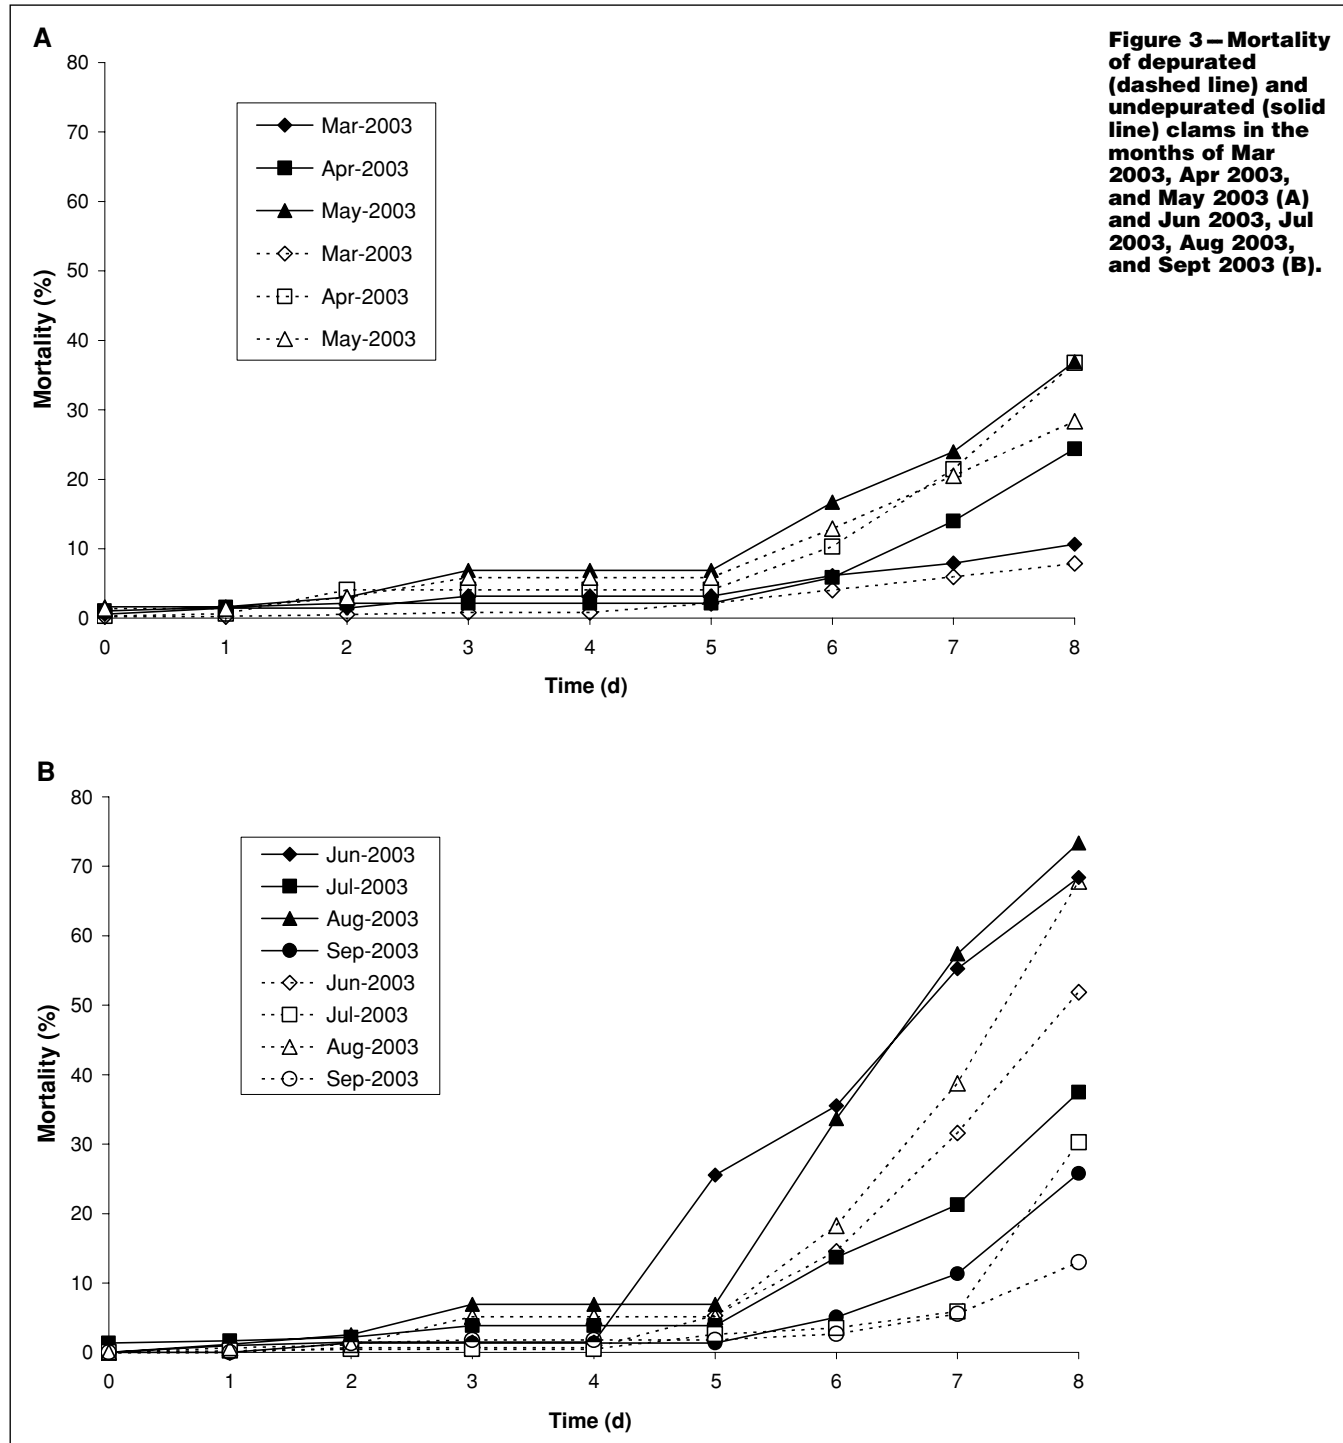 A
Figure 3—Mortality
of depurated
(dashed line) and
undepurated (solid
line) clams in the
months of Mar
2003, Apr 2003,
and May 2003 (A)
and Jun 2003, Jul
2003, Aug 2003,
and Sept 2003 (B).
80
70
60
50
40
30
20
10
0
Mortality (%)
Mar-2003
Apr-2003
May-2003
Mar-2003
Apr-2003
May-2003
0 1 2 3 4 5 6 7 8
Time (d)
B
80
70
60
50
40
30
20
10
0
Mortality (%)
Jun-2003
Jul-2003
Aug-2003
Sep-2003
Jun-2003
Jul-2003
Aug-2003
Sep-2003
0 1 2 3 4 5 6 7 8
Time (d)